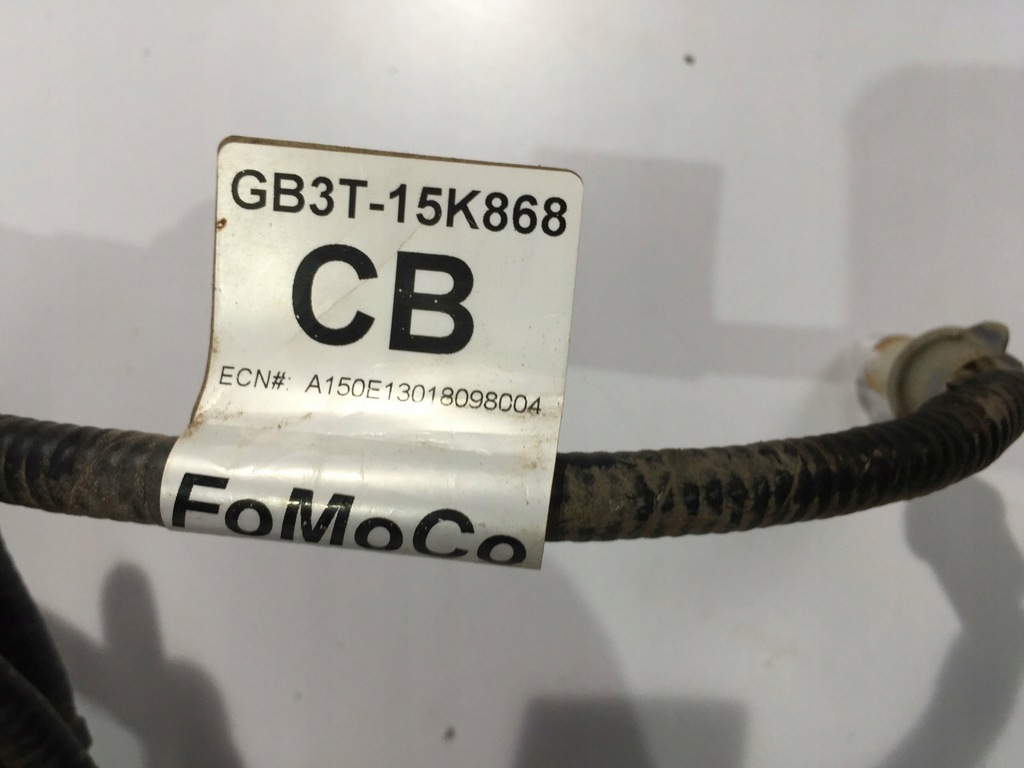 GB3T-15K868
CB
ECN#: A150E13018098004
FoMoCo